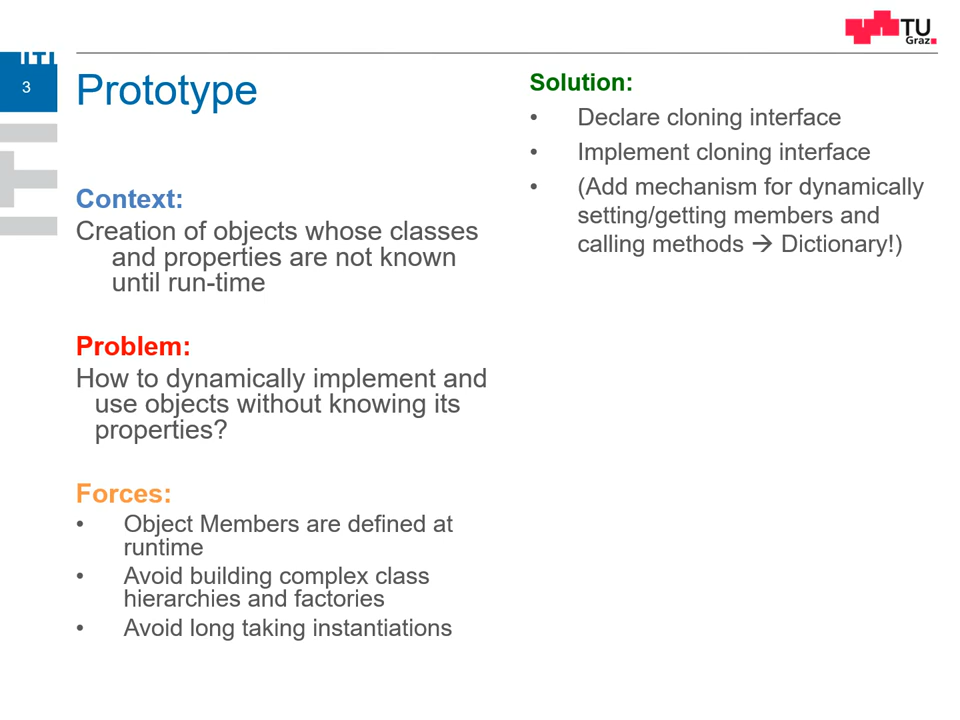 TU
Graz
3
Prototype
Context:
Creation of objects whose classes
and properties are not known
until run-time
Problem:
How to dynamically implement and
use objects without knowing its
properties?
Forces:
• Object Members are defined at
runtime
• Avoid building complex class
hierarchies and factories
• Avoid long taking instantiations
Solution:
• Declare cloning interface
• Implement cloning interface
• (Add mechanism for dynamically
setting/getting members and
calling methods → Dictionary!)